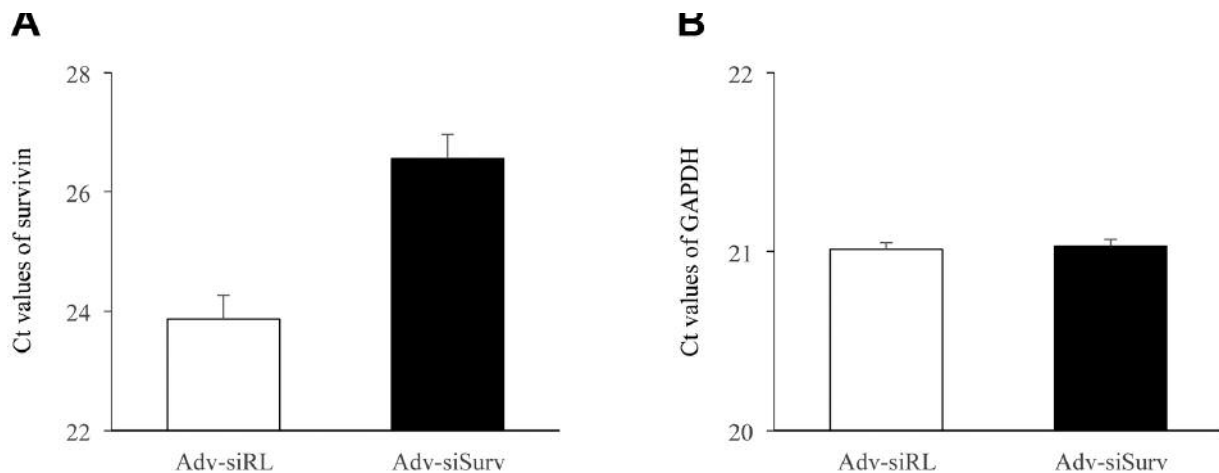 A
Ct values of survivin
28
26
24
22
Adv-siRL
Adv-siSurv
B
Ct values of GAPDH
22
21
20
Adv-siRL
Adv-siSurv